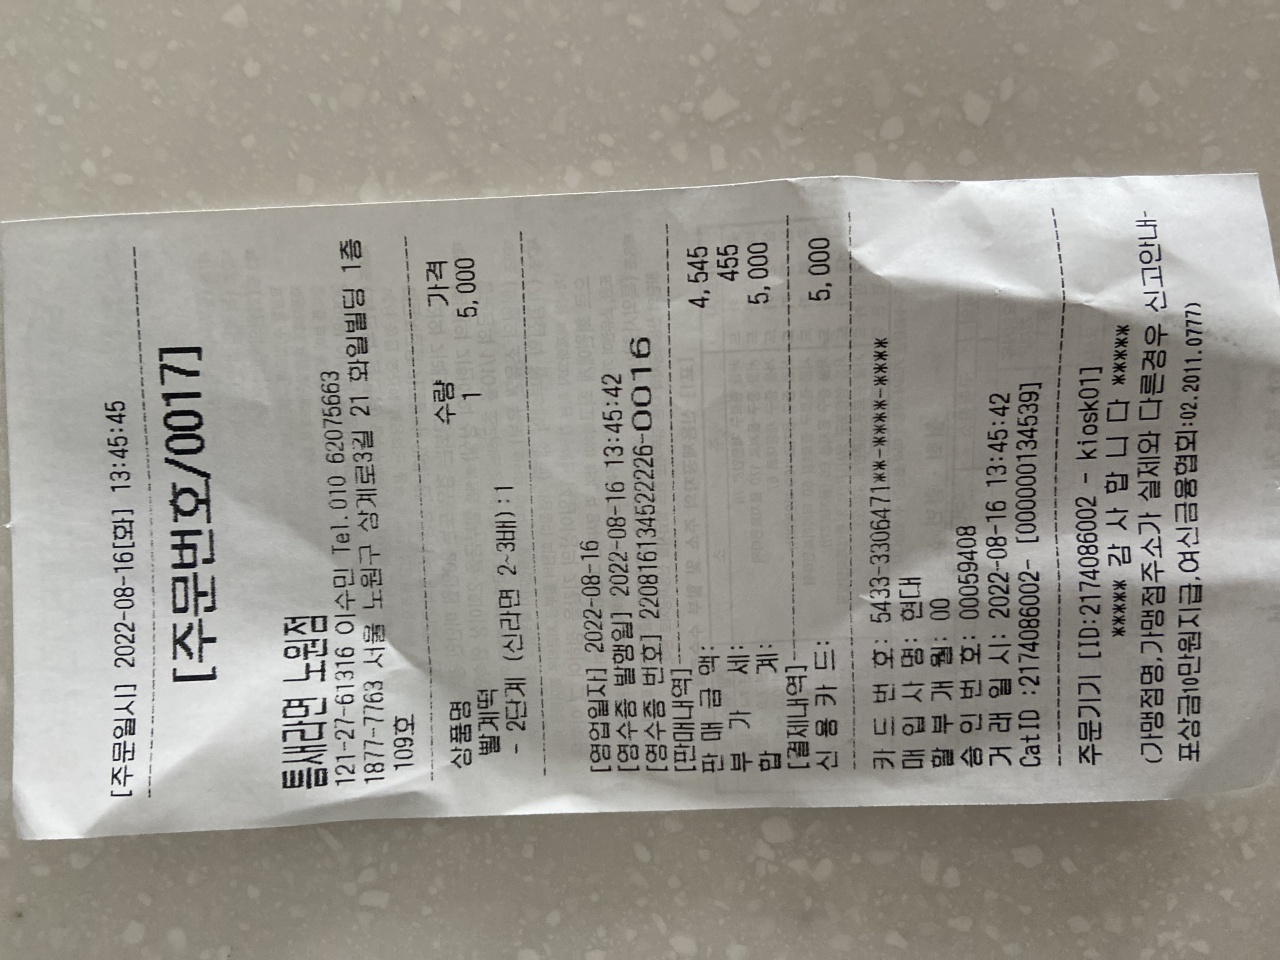 [주문일시] 2022-08-16[화] 13:45:45
[주문번호/0017]
틈새라면 노원점
121-27-61316 이수민 Tel.010 62075663
1877-7763 서울 노원구 상계로3길 21 화일빌딩 1층
109호
상품명 수량 가격
빨계떡 1 5,000
- 2단계 (신라면 2~3배):1
[영업일자] 2022-08-16
[영수증 발행일] 2022-08-16 13:45:42
[영수증 번호] 220816134522226-0016
[판매내역]
판 매 금 액: 4,545
부 가 세: 455
합 계: 5,000
[결제내역]
신 용 카 드: 5,000
카 드 번 호: 5433-3306471**-****-****
매 입 사 명: 현대
할 부 개 월: 00
승 인 번 호: 00059408
거 래 일 시: 2022-08-16 13:45:42
CatID :2174086002- [000000134539]
주문기기 [ID:2174086002 - kiosk01]
**** 감 사 합 니 다 *****
(가맹점명,가맹점주소가 실제와 다른경우 신고안내-
포상금10만원지급,여신금융협회:02.2011.0777)